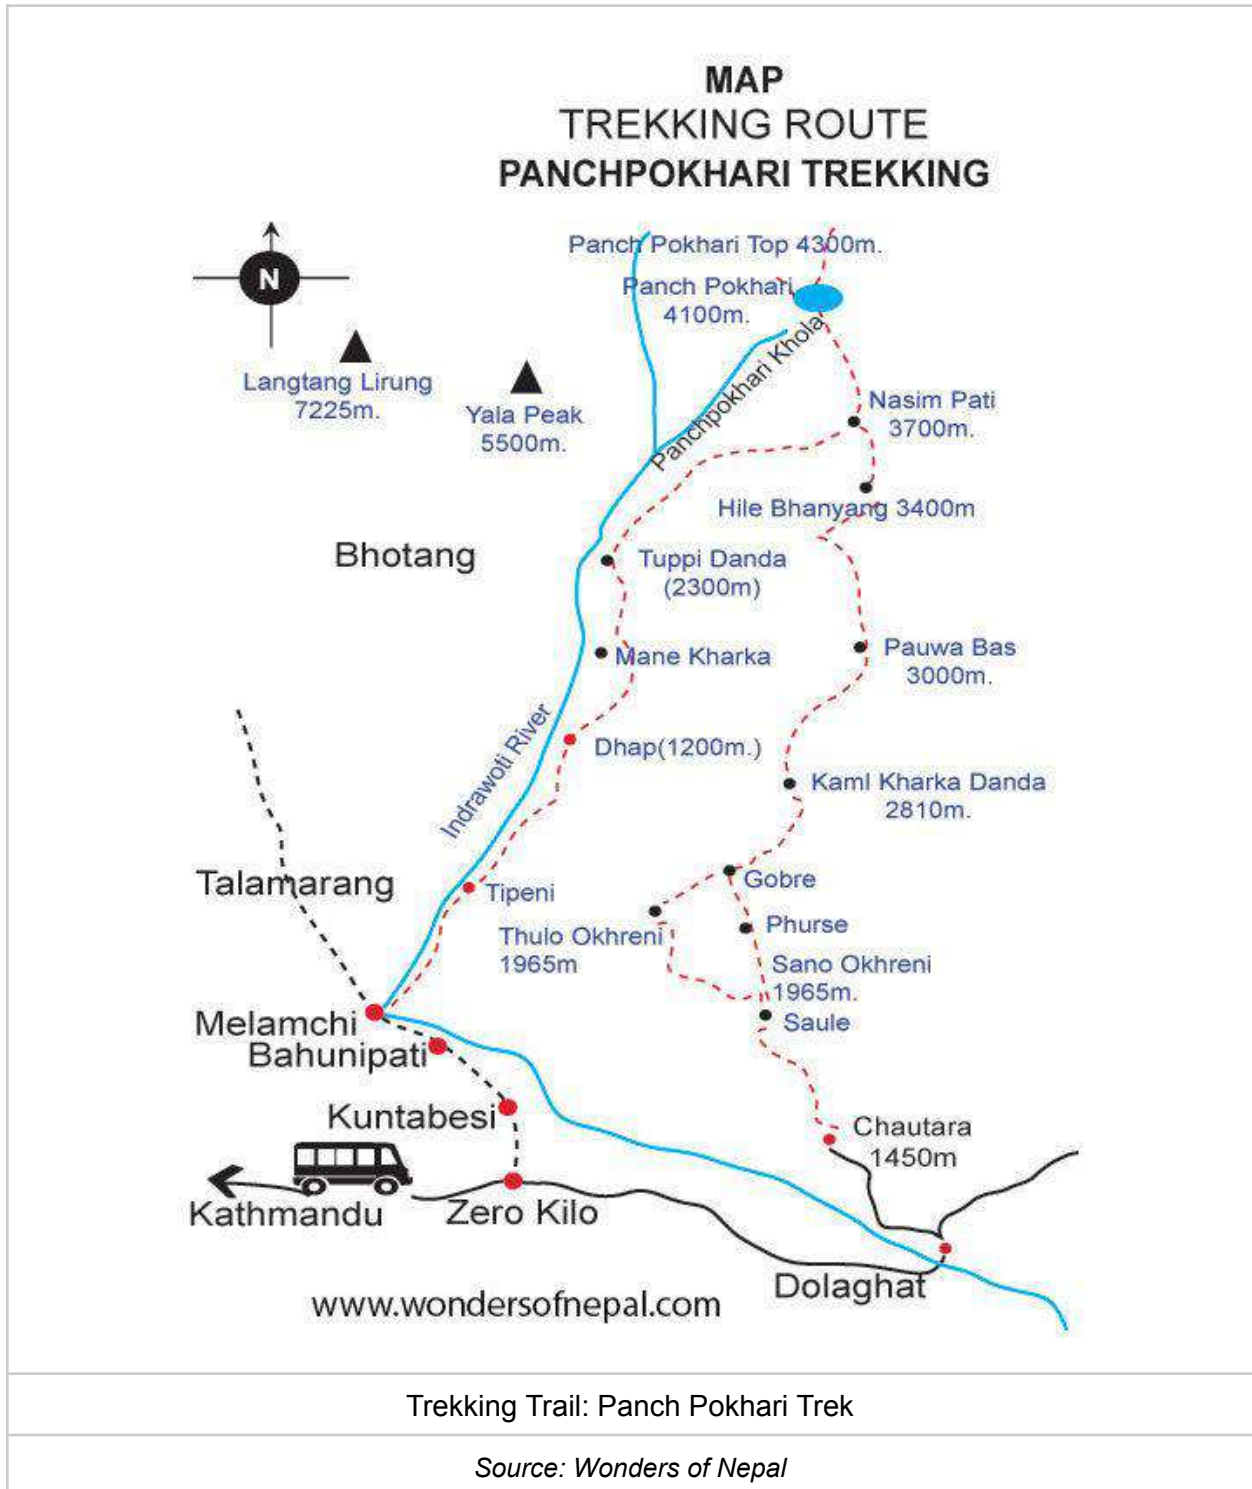 MAP
TREKKING ROUTE
PANCHPOKHARI TREKKING
Panch Pokhari Top 4300m.
Panch Pokhari
4100m.
N
Panchpokhari Khola
Langtang Lirung
7225m.
Yala Peak
5500m.
Nasim Pati
3700m.
Hile Bhanyang 3400m
Bhotang
Tuppi Danda
(2300m)
Mane Kharka
Pauwa Bas
3000m.
Indrawoti River
Dhap(1200m.)
Kaml Kharka Danda
2810m.
Talamarang
Tipeni
Gobre
Thulo Okhreni
1965m
Phurse
Sano Okhreni
1965m.
Saule
Melamchi
Bahunipati
Kuntabesi
Chautara
1450m
Kathmandu
Zero Kilo
Dolaghat
www.wondersofnepal.com
Trekking Trail: Panch Pokhari Trek
Source: Wonders of Nepal